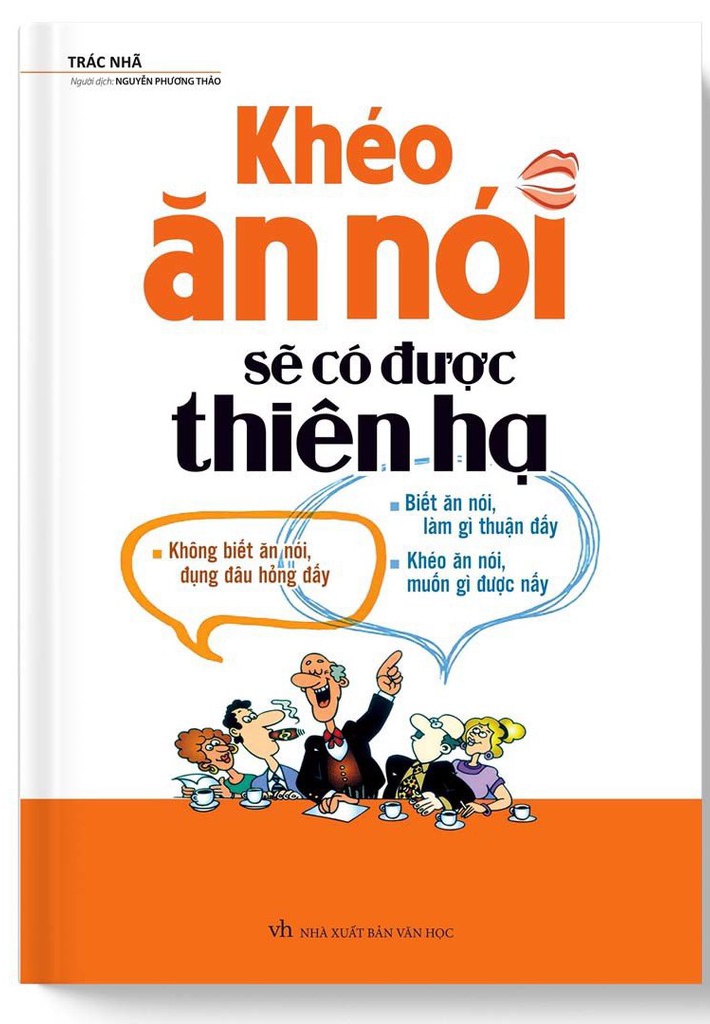 TRÁC NHÃ
Người dịch: NGUYỄN PHƯƠNG THẢO
Khéo
ăn nói
sẽ có được
thiên hạ
Biết ăn nói,
làm gì thuận đấy
Khéo ăn nói,
muốn gì được nấy
Không biết ăn nói,
đụng đâu hỏng đấy
vh NHÀ XUẤT BẢN VĂN HỌC